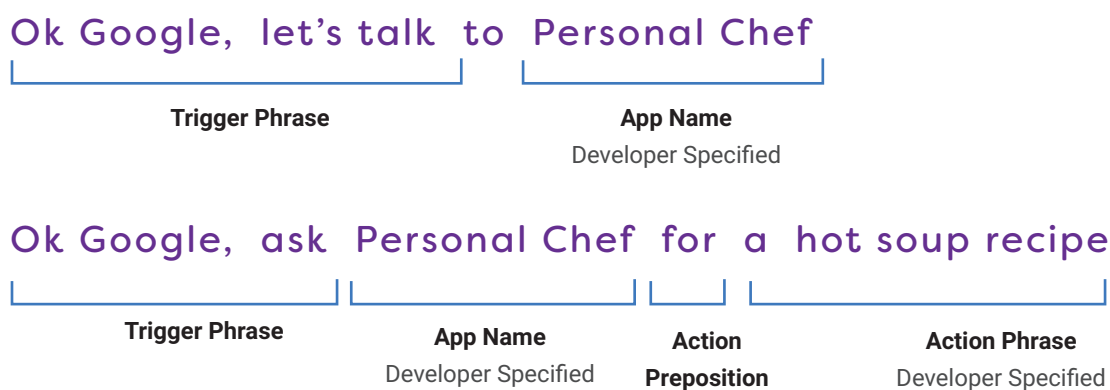 Ok Google, let's talk to Personal Chef
Trigger Phrase App Name
Developer Specified
Ok Google, ask Personal Chef for a hot soup recipe
Trigger Phrase App Name Action Action Phrase
Developer Specified Preposition Developer Specified